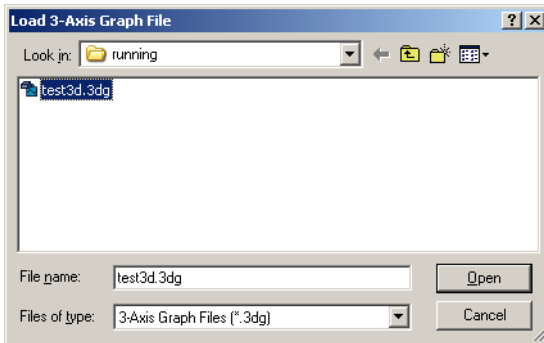 Load 3-Axis Graph File
Look in: running
test3d.3dg
File name: test3d.3dg Open
Files of type: 3-Axis Graph Files (*.3dg) Cancel